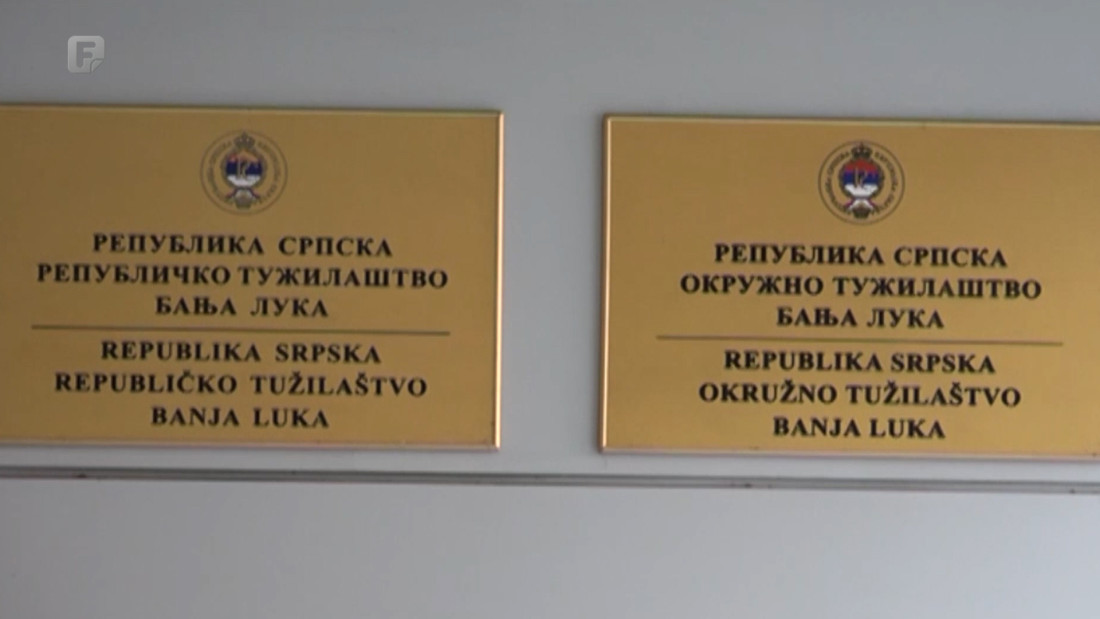 F
РЕПУБЛИКА СРПСКА
РЕПУБЛИЧКО ТУЖИЛАШТВО
БАЊА ЛУКА
REPUBLIKA SRPSKA
REPUBLIČKO TUŽILAŠTVO
BANJA LUKA
РЕПУБЛИКА СРПСКА
ОКРУЖНО ТУЖИЛАШТВО
БАЊА ЛУКА
REPUBLIKA SRPSKA
OKRUŽNO TUŽILAŠTVO
BANJA LUKA